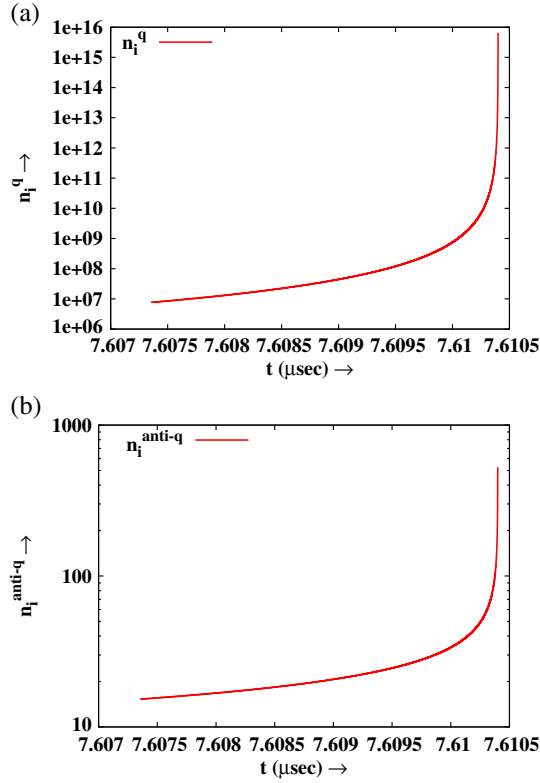 (a)
n_i^q
1e+16
1e+15
1e+14
1e+13
1e+12
1e+11
1e+10
1e+09
1e+08
1e+07
1e+06
n_i^q →
7.607 7.6075 7.608 7.6085 7.609 7.6095 7.61 7.6105
t (μsec) →
(b)
n_i^anti-q
1000
100
10
n_i^anti-q →
7.607 7.6075 7.608 7.6085 7.609 7.6095 7.61 7.6105
t (μsec) →